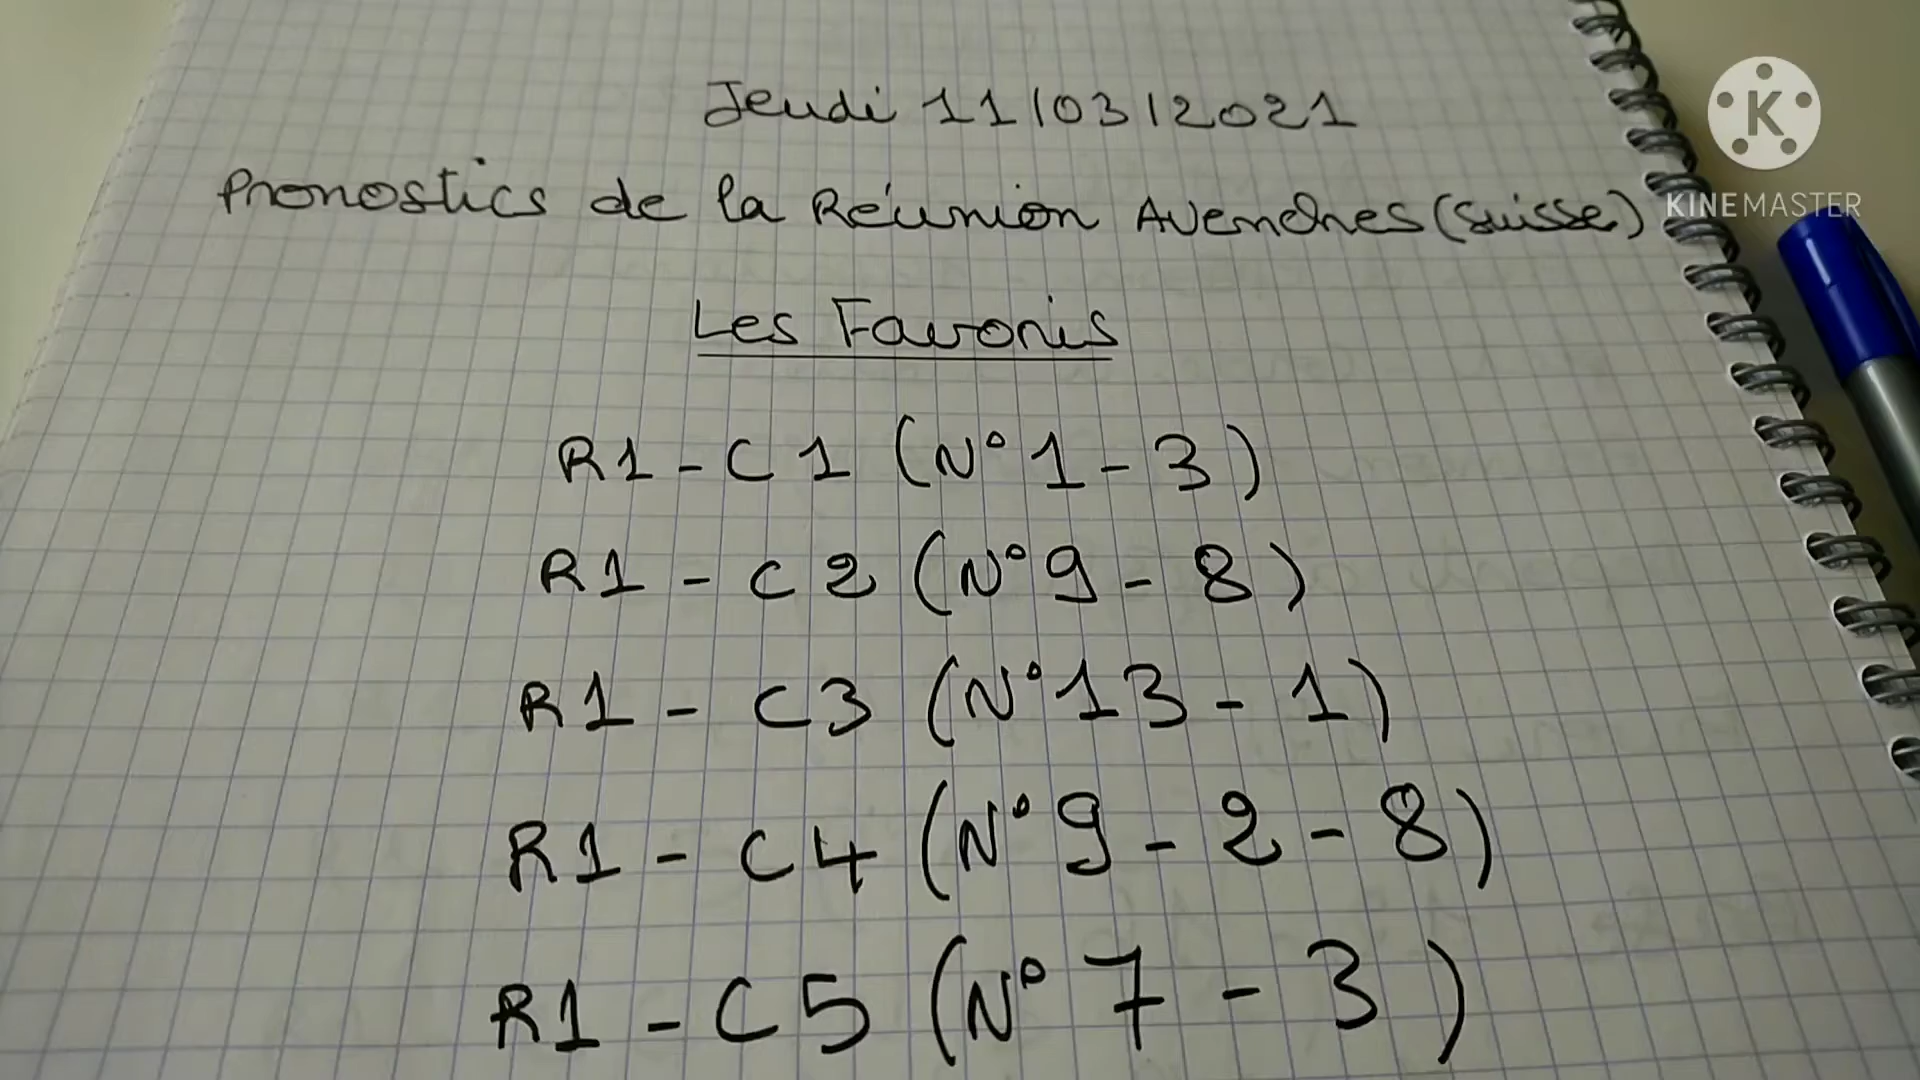 Jeudi 11/03/2021
Pronostics de la Réunion Avenches (Suisse)
Les Favoris
R1 - C1 (N° 1 - 3)
R1 - C2 (N° 9 - 8)
R1 - C3 (N° 13 - 1)
R1 - C4 (N° 9 - 2 - 8)
R1 - C5 (N° 7 - 3)
K
KINEMASTER